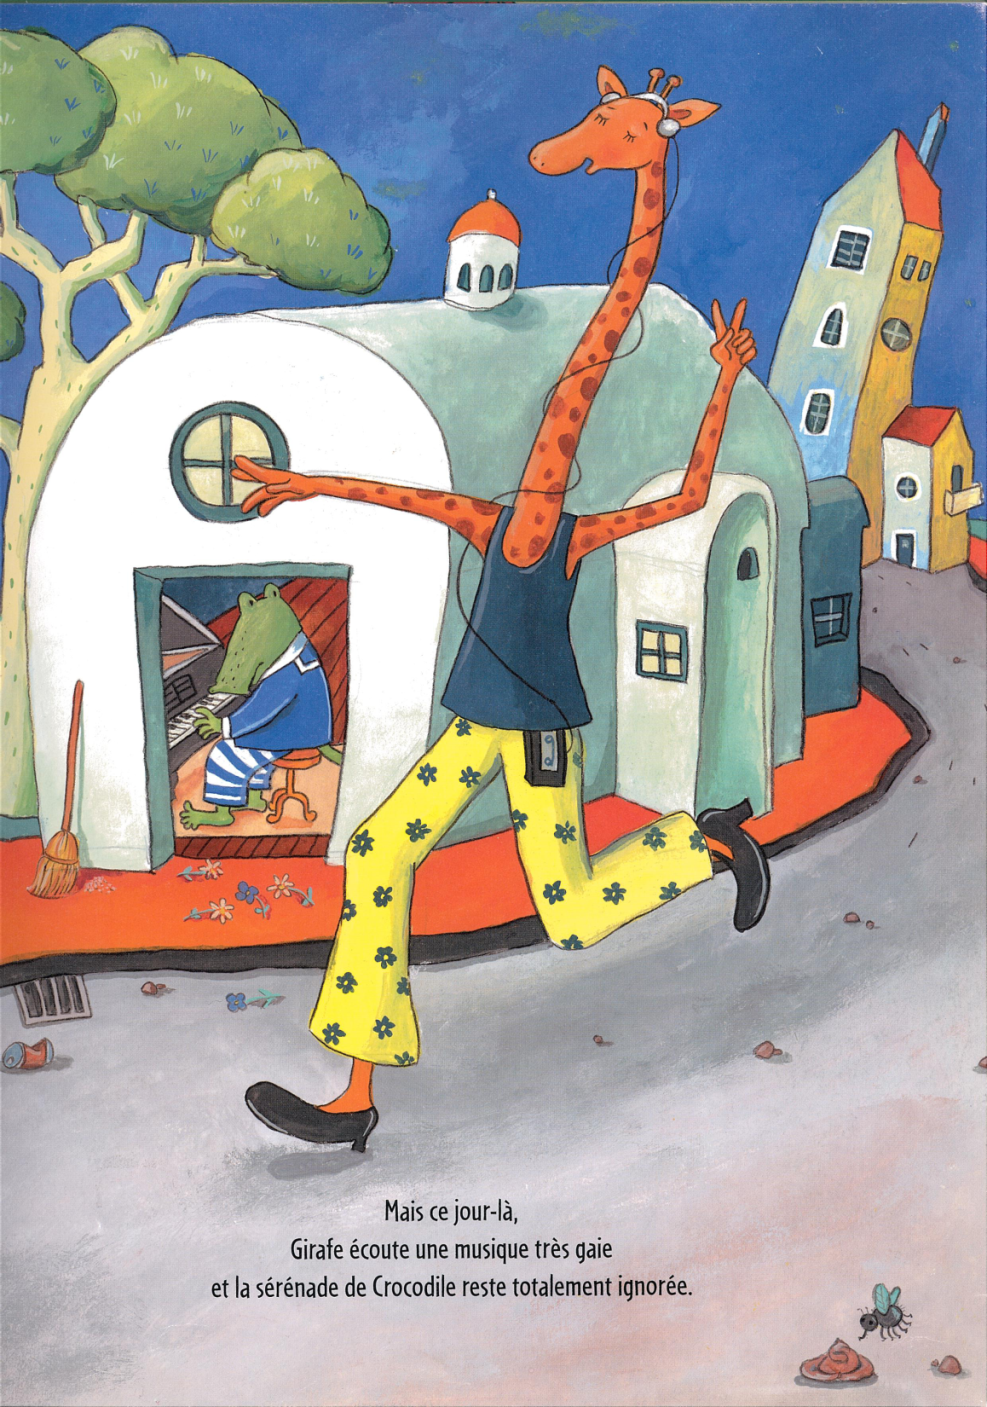 Mais ce jour-là,
Girafe écoute une musique très gaie
et la sérénade de Crocodile reste totalement ignorée.